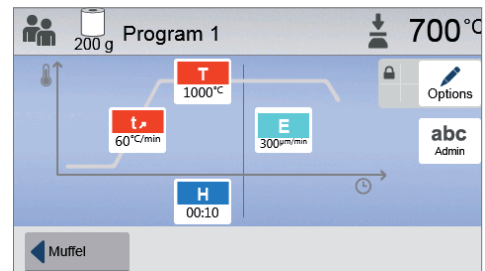 200 g Program 1 700°C
T
1000°C
Options
t↗
60°C/min
E
300µm/min
abc
Admin
H
00:10
Muffel